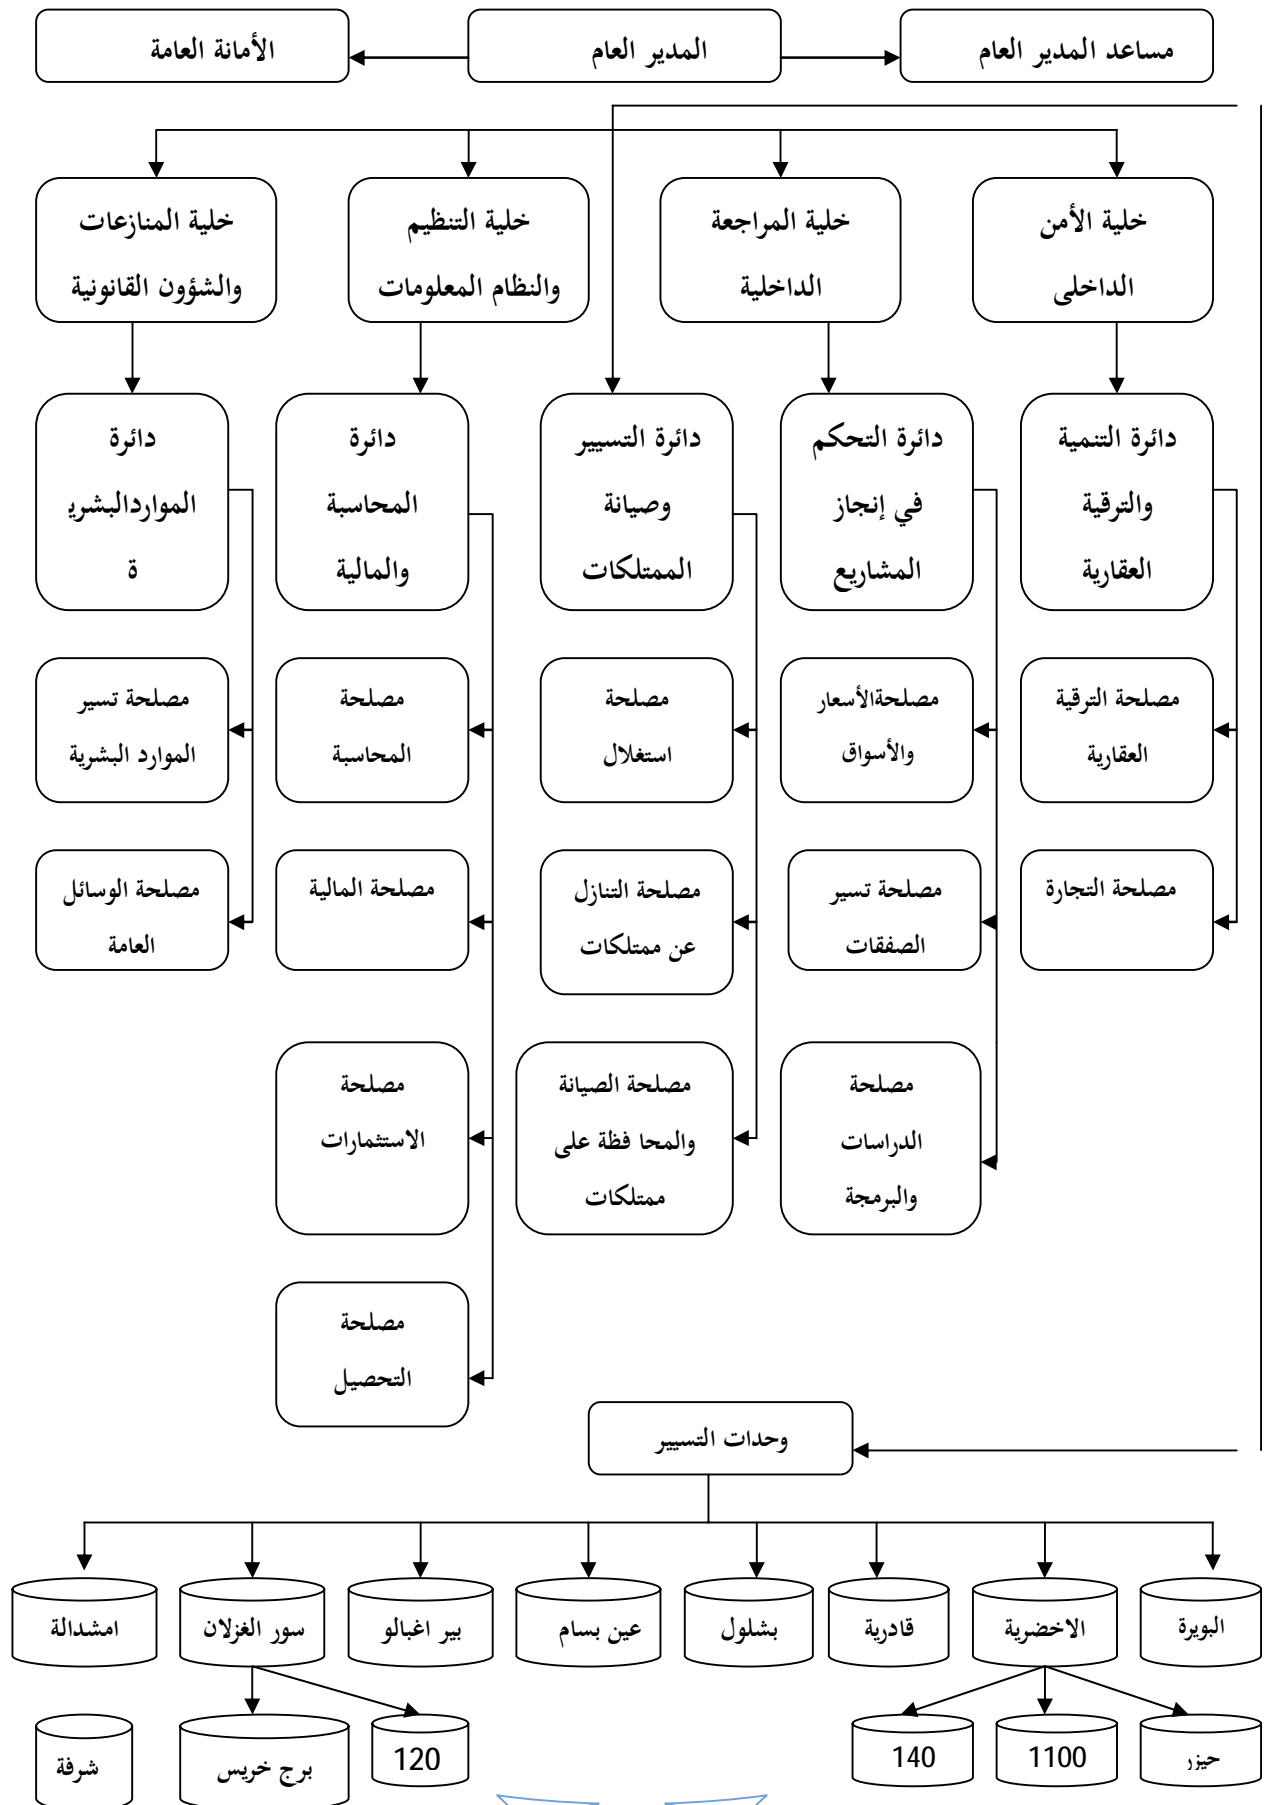 مساعد المدير العام
المدير العام
الأمانة العامة
خلية الأمن
الداخلى
خلية المراجعة
الداخلية
خلية التنظيم
والنظام المعلومات
خلية المنازعات
والشؤون القانونية
دائرة التنمية
والترقية
العقارية
دائرة التحكم
في إنجاز
المشاريع
دائرة التسيير
وصيانة
الممتلكات
دائرة
المحاسبة
والمالية
دائرة
المواردالبشري
ة
مصلحة الترقية
العقارية
مصلحةالأسعار
والأسواق
مصلحة
استغلال
مصلحة
المحاسبة
مصلحة تسير
الموارد البشرية
مصلحة التجارة
مصلحة تسير
الصفقات
مصلحة التنازل
عن ممتلكات
مصلحة المالية
مصلحة الوسائل
العامة
مصلحة
الدراسات
والبرمجة
مصلحة الصيانة
والمحا فظة على
ممتلكات
مصلحة
الاستثمارات
مصلحة
التحصيل
وحدات التسيير
البويرة
الاخضرية
قادرية
بشلول
عين بسام
بير اغبالو
سور الغزلان
امشدالة
حيزر
1100
140
120
برج خريس
شرفة